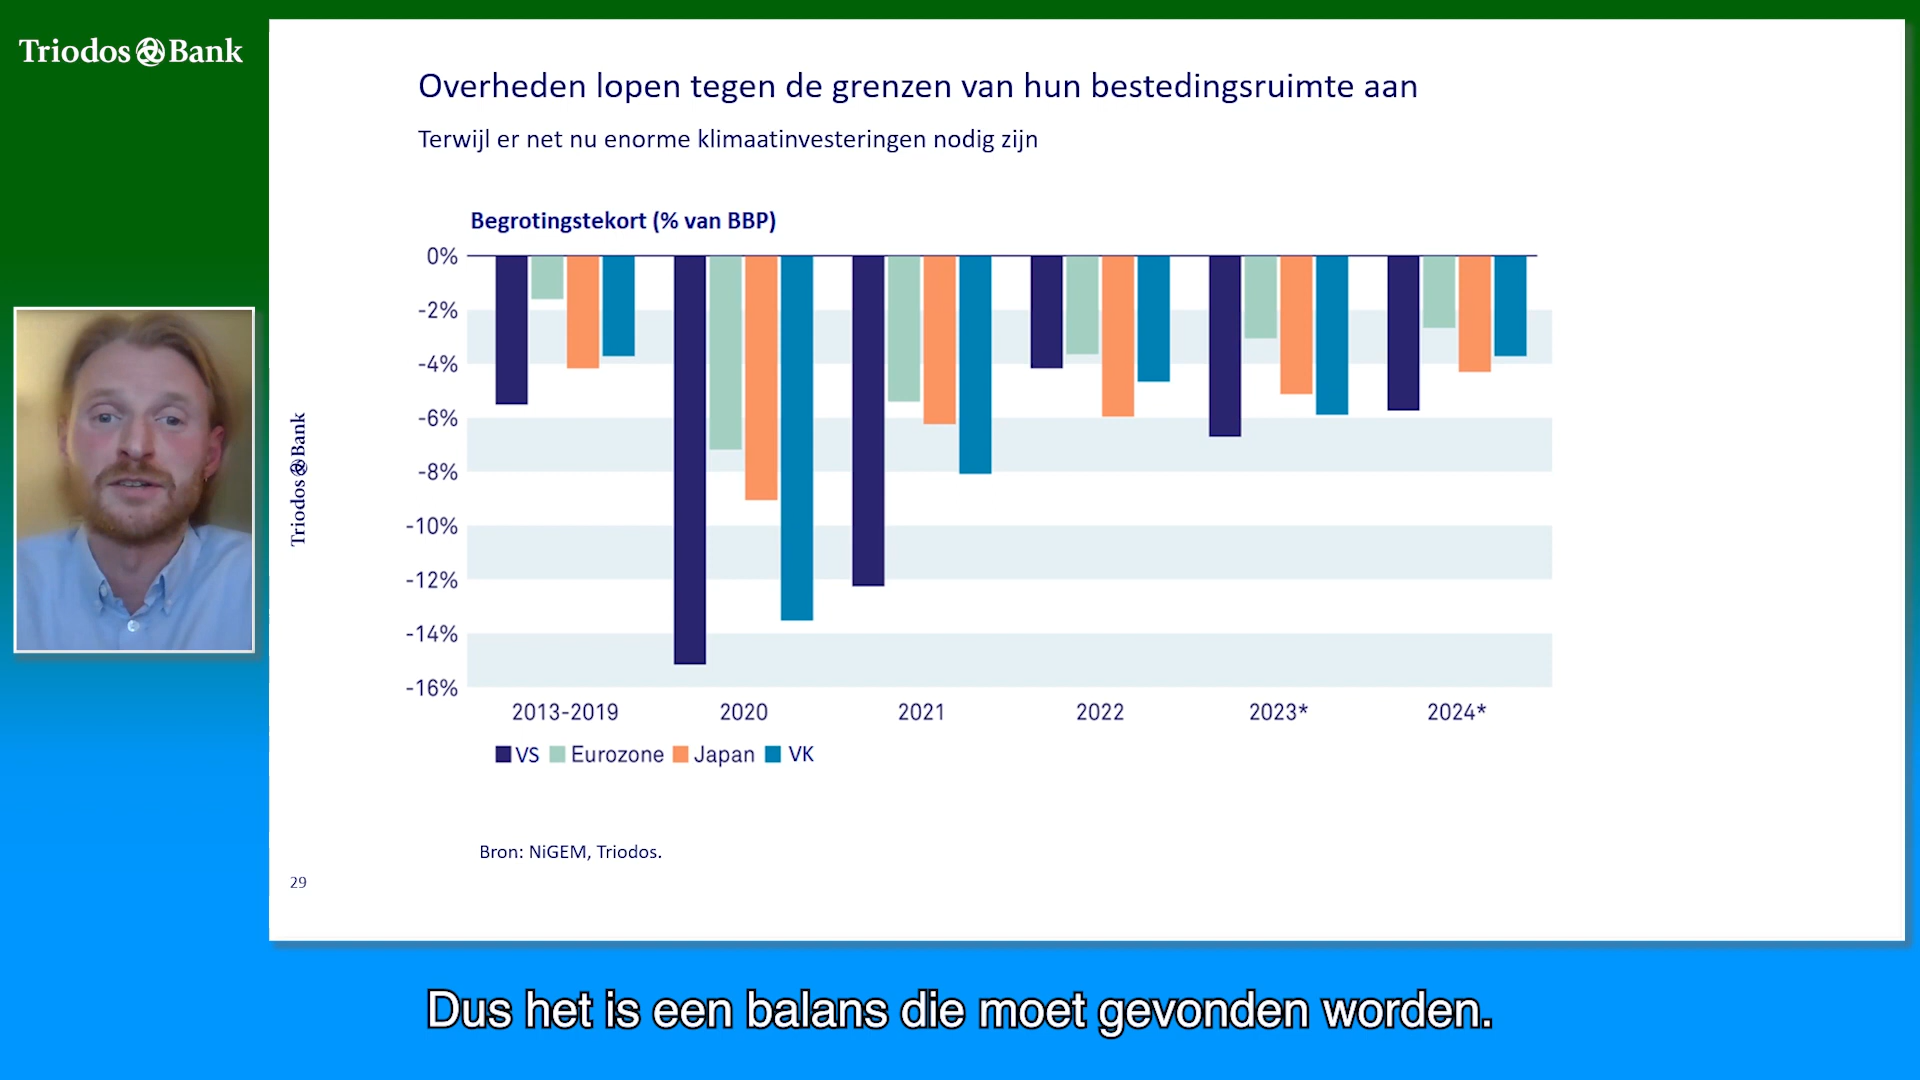 Triodos Bank
Overheden lopen tegen de grenzen van hun bestedingsruimte aan
Terwijl er net nu enorme klimaatinvesteringen nodig zijn
Begrotingstekort (% van BBP)
0%
-2%
-4%
-6%
-8%
-10%
-12%
-14%
-16%
2013-2019 2020 2021 2022 2023* 2024*
VS Eurozone Japan VK
Bron: NiGEM, Triodos.
Triodos Bank
29
Dus het is een balans die moet gevonden worden.